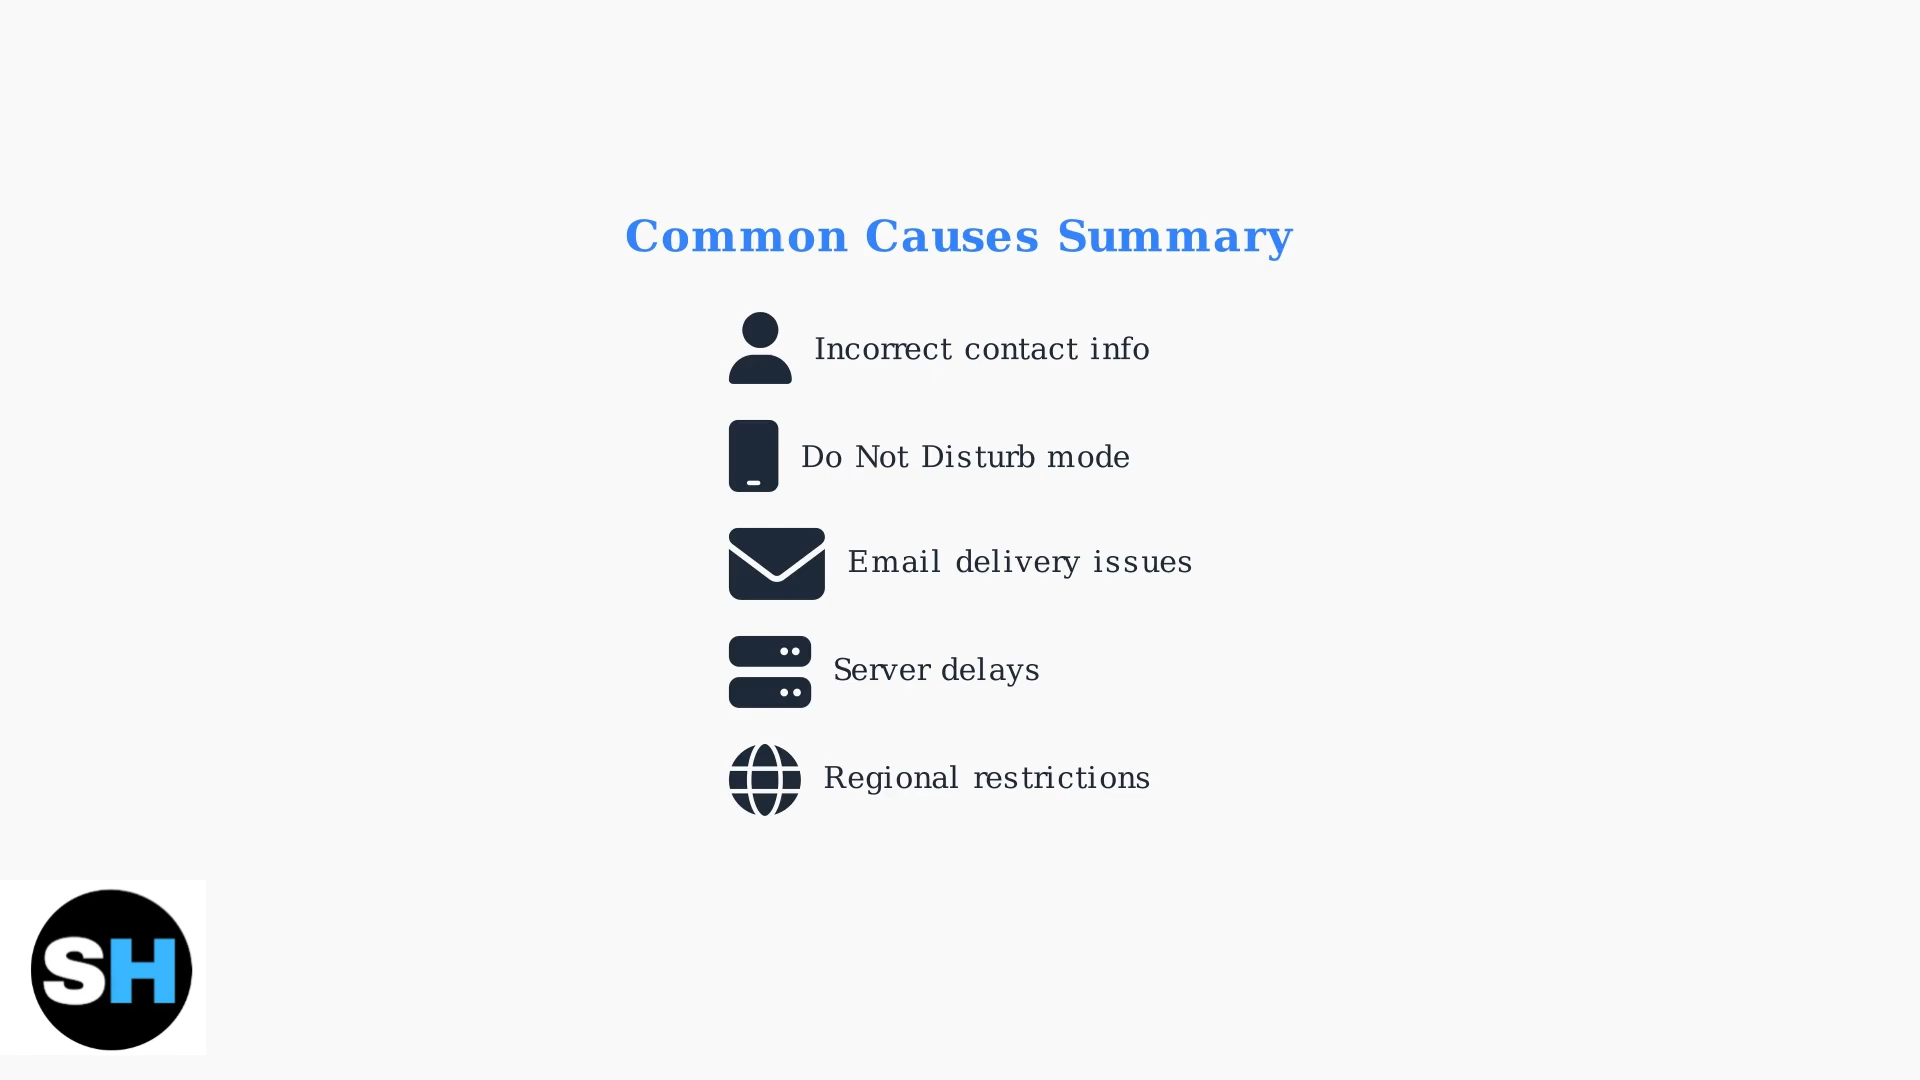 Common Causes Summary
Incorrect contact info
Do Not Disturb mode
Email delivery issues
Server delays
Regional restrictions
SH